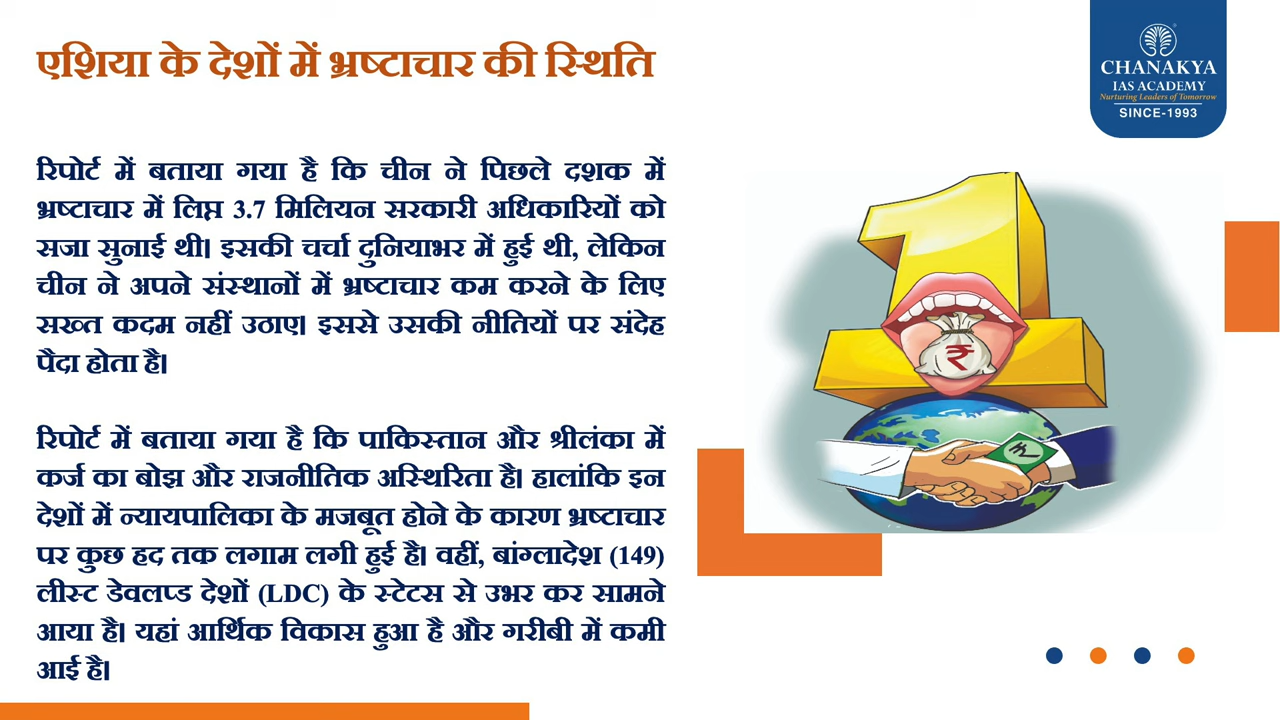 एशिया के देशों में भ्रष्टाचार की स्थिति
CHANAKYA
IAS ACADEMY
Nurturing Leaders of Tomorrow
SINCE-1993
रिपोर्ट में बताया गया है कि चीन ने पिछले दशक में
भ्रष्टाचार में लिप्त 3.7 मिलियन सरकारी अधिकारियों को
सजा सुनाई थी। इसकी चर्चा दुनियाभर में हुई थी, लेकिन
चीन ने अपने संस्थानों में भ्रष्टाचार कम करने के लिए
सख्त कदम नहीं उठाए। इससे उसकी नीतियों पर संदेह
पैदा होता है।
रिपोर्ट में बताया गया है कि पाकिस्तान और श्रीलंका में
कर्ज का बोझ और राजनीतिक अस्थिरिता है। हालांकि इन
देशों में न्यायपालिका के मजबूत होने के कारण भ्रष्टाचार
पर कुछ हद तक लगाम लगी हुई है। वहीं, बांग्लादेश (149)
लीस्ट डेवलप्ड देशों (LDC) के स्टेटस से उभर कर सामने
आया है। यहां आर्थिक विकास हुआ है और गरीबी में कमी
आई है।
1
₹
₹